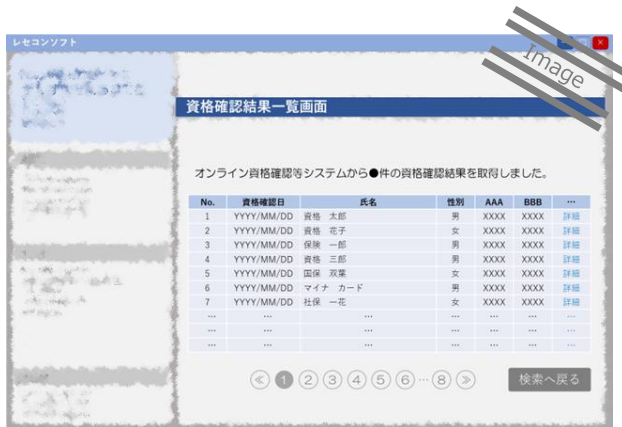 レセコンソフト
Image
資格確認結果一覧画面
オンライン資格確認等システムから●件の資格確認結果を取得しました。
No. 資格確認日 氏名 性別 AAA BBB …
1 YYYY/MM/DD 資格 太郎 男 XXXX XXXX 詳細
2 YYYY/MM/DD 資格 花子 女 XXXX XXXX 詳細
3 YYYY/MM/DD 保険 一郎 男 XXXX XXXX 詳細
4 YYYY/MM/DD 資格 三郎 男 XXXX XXXX 詳細
5 YYYY/MM/DD 国保 双葉 女 XXXX XXXX 詳細
6 YYYY/MM/DD マイナ カード 男 XXXX XXXX 詳細
7 YYYY/MM/DD 社保 一花 女 XXXX XXXX 詳細
… … … … … … …
… … … … … … …
… … … … … … …
≪ 1 2 3 4 5 6 … 8 ≫ 検索へ戻る